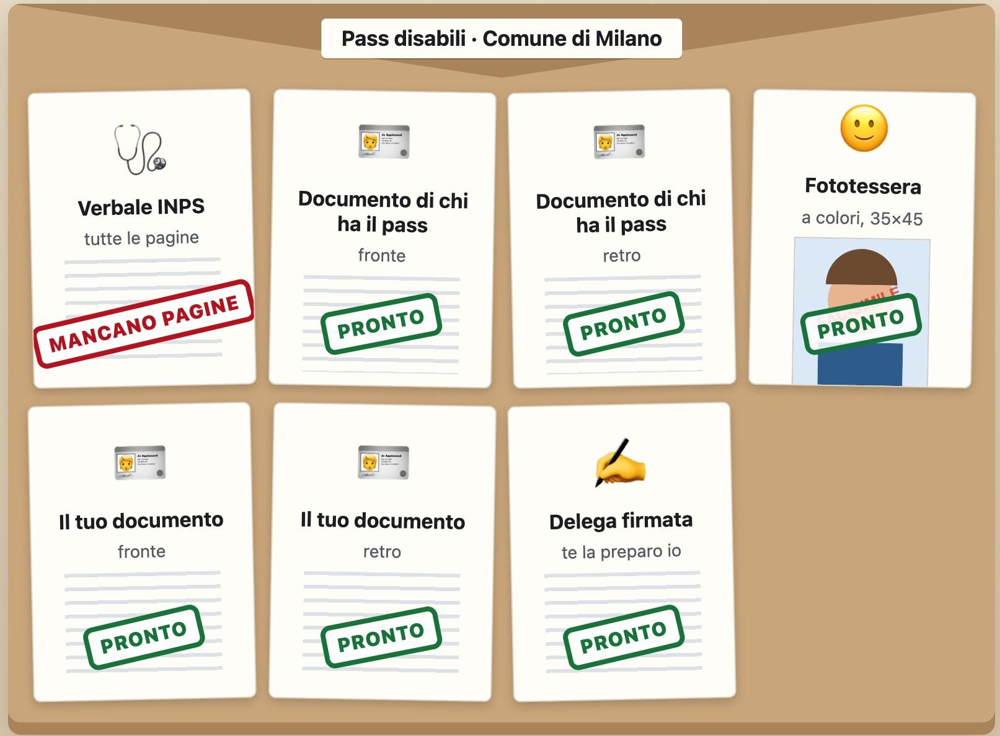 Pass disabili · Comune di Milano
Verbale INPS
tutte le pagine
MANCANO PAGINE
Documento di chi
ha il pass
fronte
PRONTO
Documento di chi
ha il pass
retro
PRONTO
Fototessera
a colori, 35×45
FAC-SIMILE
PRONTO
Il tuo documento
fronte
PRONTO
Il tuo documento
retro
PRONTO
Delega firmata
te la preparo io
PRONTO